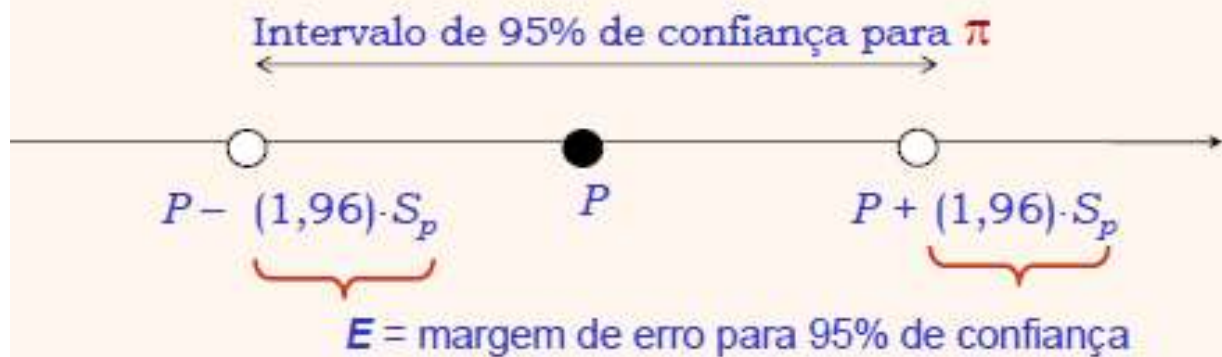 Intervalo de 95% de confiança para π
P − (1,96)·Sp P P + (1,96)·Sp
E = margem de erro para 95% de confiança